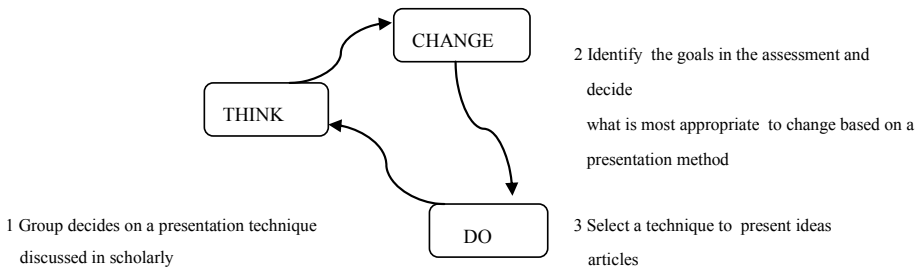 CHANGE
2 Identify the goals in the assessment and
decide
what is most appropriate to change based on a
presentation method
THINK
1 Group decides on a presentation technique
discussed in scholarly
DO
3 Select a technique to present ideas
articles